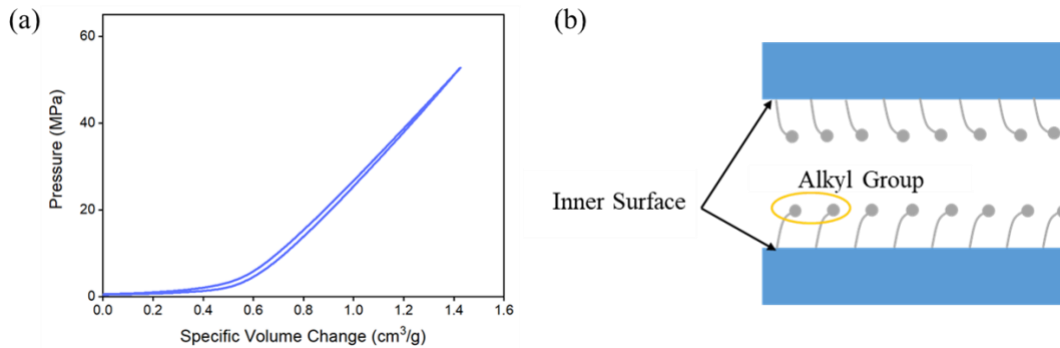 (a)
Pressure (MPa)
60
40
20
0
0.0 0.2 0.4 0.6 0.8 1.0 1.2 1.4 1.6
Specific Volume Change (cm³/g)
(b)
Alkyl Group
Inner Surface